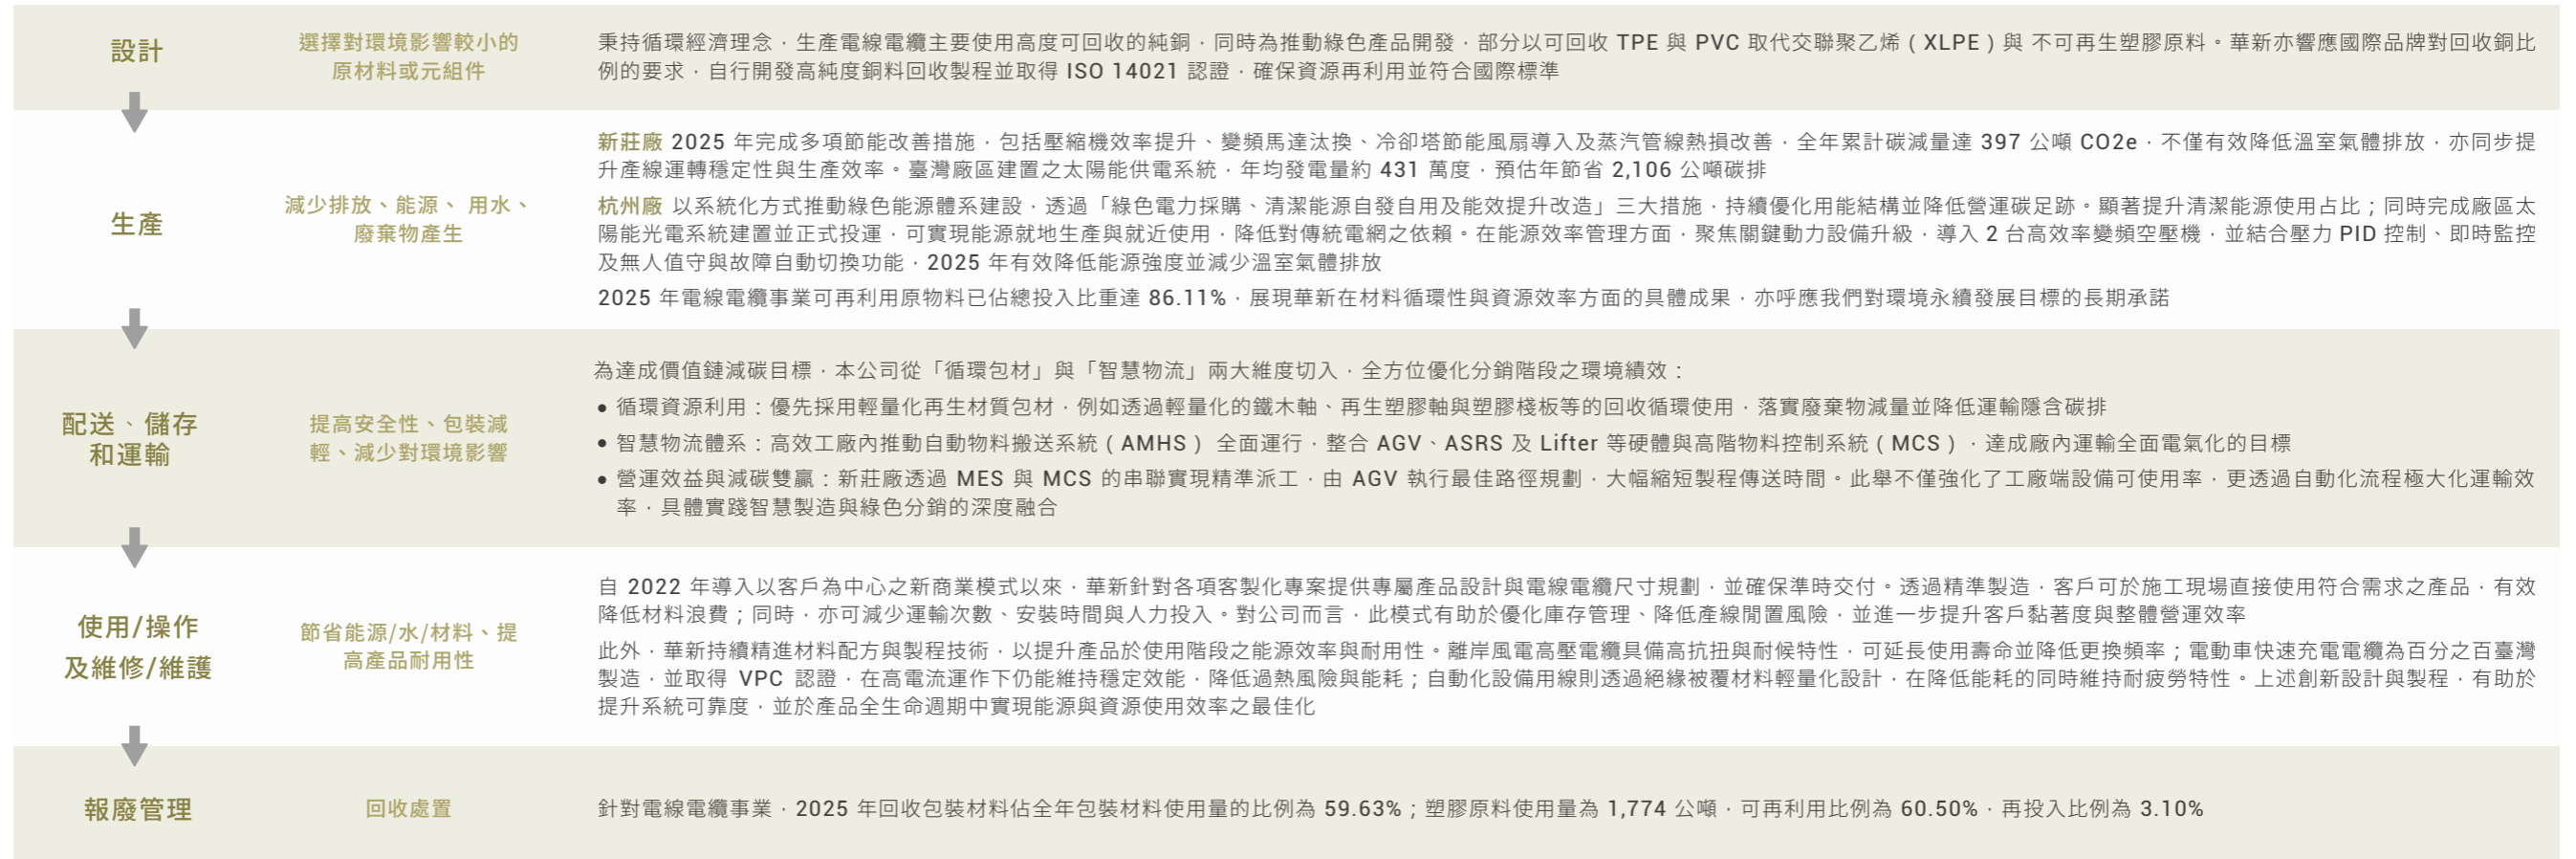 設計
選擇對環境影響較小的
原材料或元組件
秉持循環經濟理念，生產電線電纜主要使用高度可回收的純銅，同時為推動綠色產品開發，部分以可回收 TPE 與 PVC 取代交聯聚乙烯 ( XLPE ) 與 不可再生塑膠原料。華新亦響應國際品牌對回收銅比
例的要求，自行開發高純度銅料回收製程並取得 ISO 14021 認證，確保資源再利用並符合國際標準
生產
減少排放、能源、 用水、
廢棄物產生
新莊廠 2025 年完成多項節能改善措施，包括壓縮機效率提升、變頻馬達汰換、冷卻塔節能風扇導入及蒸汽管線熱損改善，全年累計碳減量達 397 公噸 CO2e，不僅有效降低溫室氣體排放，亦同步提
升產線運轉穩定性與生產效率。臺灣廠區建置之太陽能供電系統，年均發電量約 431 萬度，預估年節省 2,106 公噸碳排
杭州廠 以系統化方式推動綠色能源體系建設，透過「綠色電力採購、清潔能源自發自用及能效提升改造」三大措施，持續優化用能結構並降低營運碳足跡。顯著提升清潔能源使用占比；同時完成廠區太
陽能光電系統建置並正式投運，可實現能源就地生產與就近使用，降低對傳統電網之依賴。在能源效率管理方面，聚焦關鍵動力設備升級，導入 2 台高效率變頻空壓機，並結合壓力 PID 控制、即時監控
及無人值守與故障自動切換功能，2025 年有效降低能源強度並減少溫室氣體排放
2025 年電線電纜事業可再利用原物料已佔總投入比重達 86.11%，展現華新在材料循環性與資源效率方面的具體成果，亦呼應我們對環境永續發展目標的長期承諾
配送、儲存
和運輸
提高安全性、包裝減
輕、減少對環境影響
為達成價值鏈減碳目標，本公司從「循環包材」與「智慧物流」兩大維度切入，全方位優化分銷階段之環境績效：
● 循環資源利用：優先採用輕量化再生材質包材，例如透過輕量化的鐵木軸、再生塑膠軸與塑膠棧板等的回收循環使用，落實廢棄物減量並降低運輸隱含碳排
● 智慧物流體系：高效工廠內推動自動物料搬送系統 ( AMHS ) 全面運行，整合 AGV、ASRS 及 Lifter 等硬體與高階物料控制系統 ( MCS )，達成廠內運輸全面電氣化的目標
● 營運效益與減碳雙贏：新莊廠透過 MES 與 MCS 的串聯實現精準派工，由 AGV 執行最佳路徑規劃，大幅縮短製程傳送時間。此舉不僅強化了工廠端設備可使用率，更透過自動化流程極大化運輸效
率，具體實踐智慧製造與綠色分銷的深度融合
使用/操作
及維修/維護
節省能源/水/材料、提
高產品耐用性
自 2022 年導入以客戶為中心之新商業模式以來，華新針對各項客製化專案提供專屬產品設計與電線電纜尺寸規劃，並確保準時交付。透過精準製造，客戶可於施工現場直接使用符合需求之產品，有效
降低材料浪費；同時，亦可減少運輸次數、安裝時間與人力投入。對公司而言，此模式有助於優化庫存管理、降低產線閒置風險，並進一步提升客戶黏著度與整體營運效率
此外，華新持續精進材料配方與製程技術，以提升產品於使用階段之能源效率與耐用性。離岸風電高壓電纜具備高抗扭與耐候特性，可延長使用壽命並降低更換頻率；電動車快速充電電纜為百分之百臺灣
製造，並取得 VPC 認證，在高電流運作下仍能維持穩定效能，降低過熱風險與能耗；自動化設備用線則透過絕緣被覆材料輕量化設計，在降低能耗的同時維持耐疲勞特性。上述創新設計與製程，有助於
提升系統可靠度，並於產品全生命週期中實現能源與資源使用效率之最佳化
報廢管理
回收處置
針對電線電纜事業，2025 年回收包裝材料佔全年包裝材料使用量的比例為 59.63%；塑膠原料使用量為 1,774 公噸，可再利用比例為 60.50%，再投入比例為 3.10%